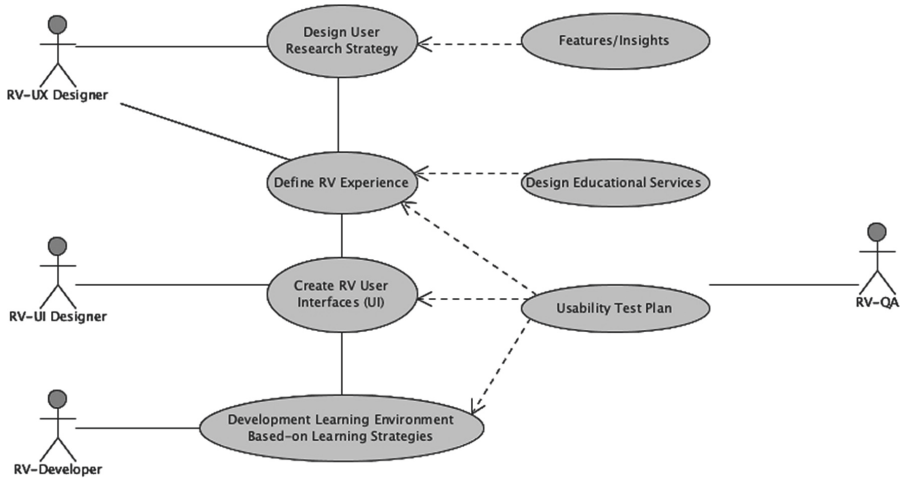 Design User
Research Strategy
Features/Insights
RV-UX Designer
Define RV Experience
Design Educational Services
Create RV User
Interfaces (UI)
Usability Test Plan
RV-UI Designer
RV-QA
Development Learning Environment
Based-on Learning Strategies
RV-Developer